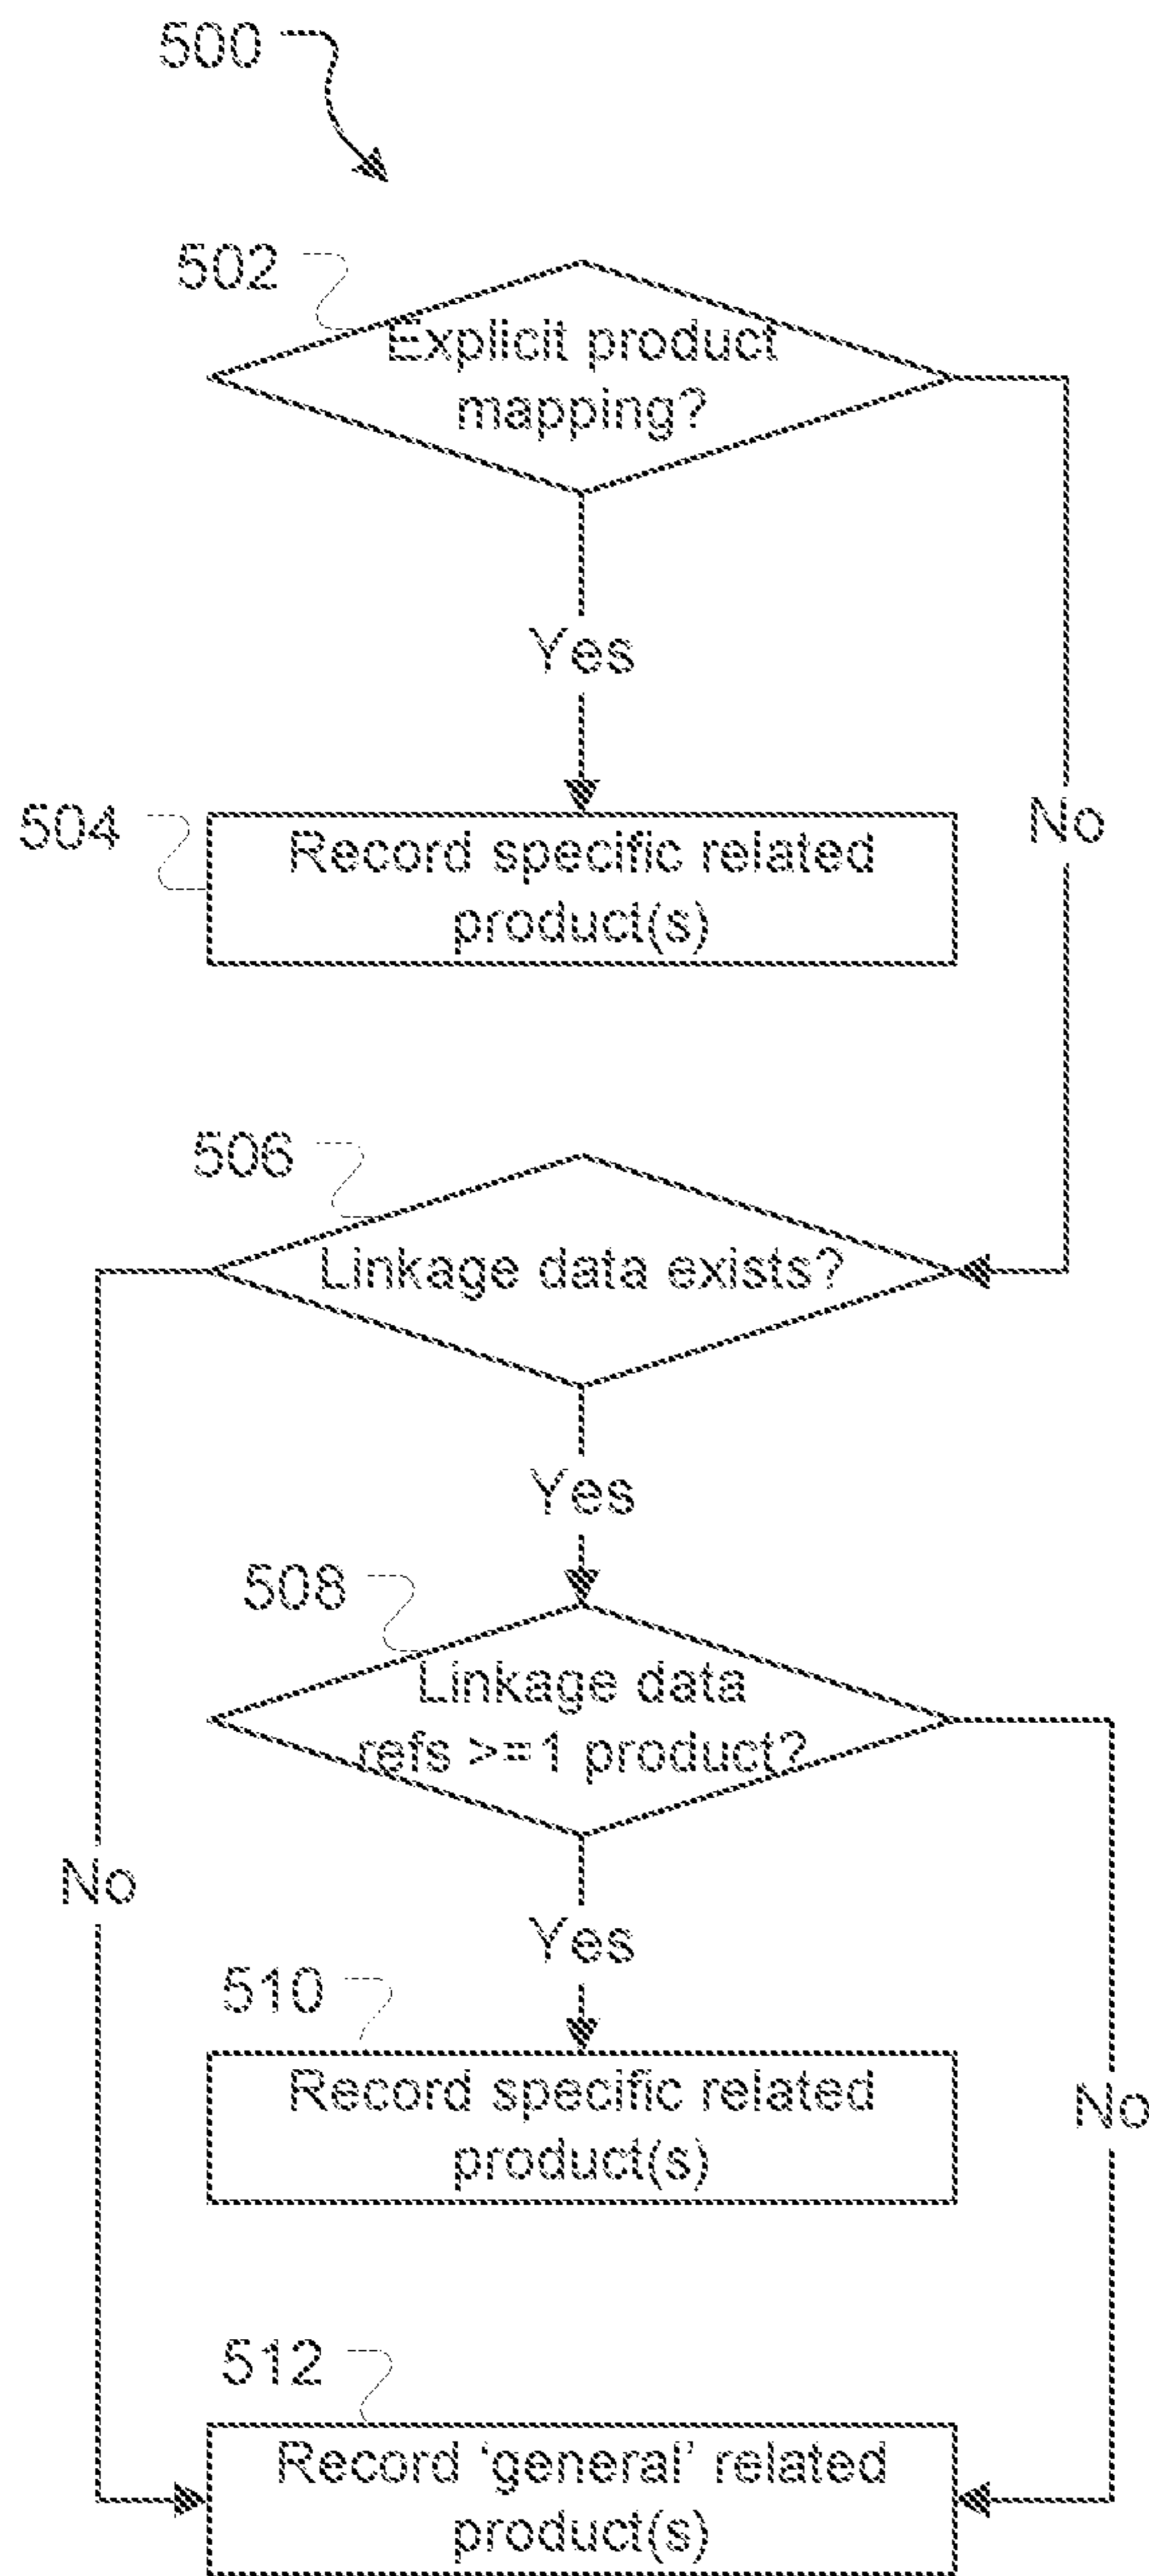 500
502
Explicit product
mapping?
Yes
504
Record specific related
product(s)
No
506
Linkage data exists?
Yes
508
Linkage data
refs >=1 product?
No
Yes
510
Record specific related
product(s)
No
512
Record ‘general’ related
product(s)